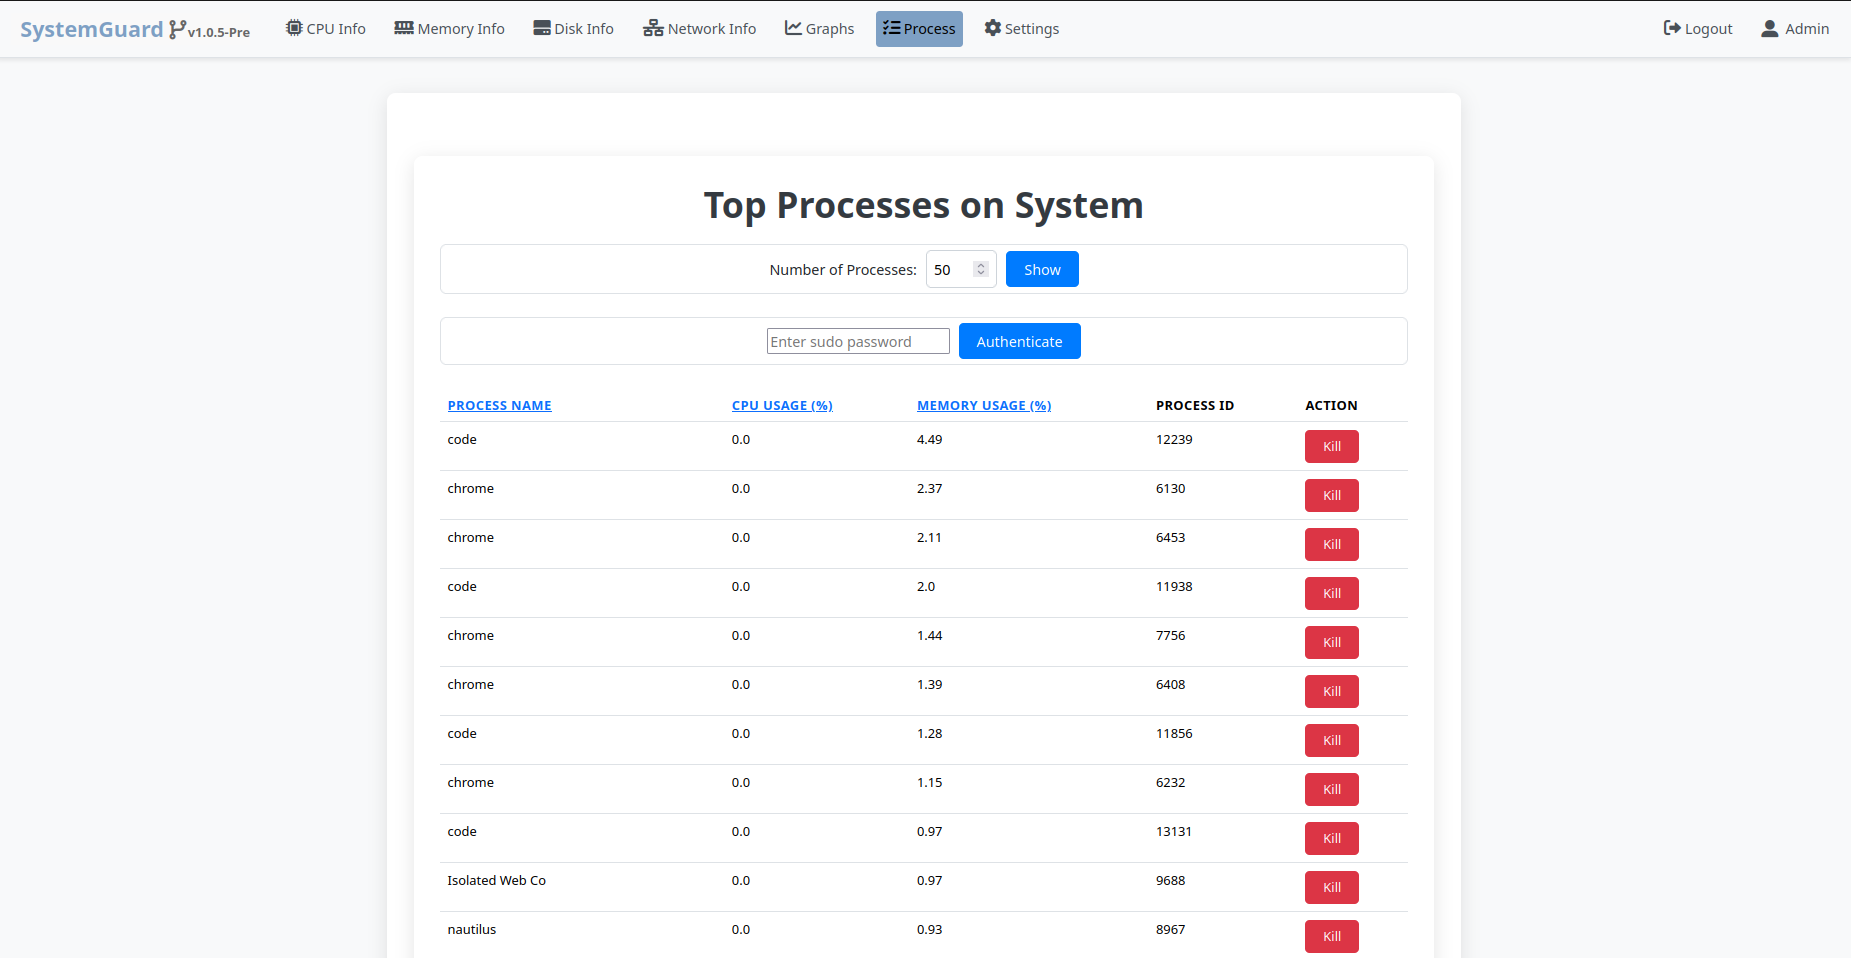 SystemGuard v1.0.5-Pre CPU Info Memory Info Disk Info Network Info Graphs Process Settings Logout Admin
Top Processes on System
Number of Processes: 50 Show
Enter sudo password Authenticate
PROCESS NAME CPU USAGE (%) MEMORY USAGE (%) PROCESS ID ACTION
code 0.0 4.49 12239 Kill
chrome 0.0 2.37 6130 Kill
chrome 0.0 2.11 6453 Kill
code 0.0 2.0 11938 Kill
chrome 0.0 1.44 7756 Kill
chrome 0.0 1.39 6408 Kill
code 0.0 1.28 11856 Kill
chrome 0.0 1.15 6232 Kill
code 0.0 0.97 13131 Kill
Isolated Web Co 0.0 0.97 9688 Kill
nautilus 0.0 0.93 8967 Kill